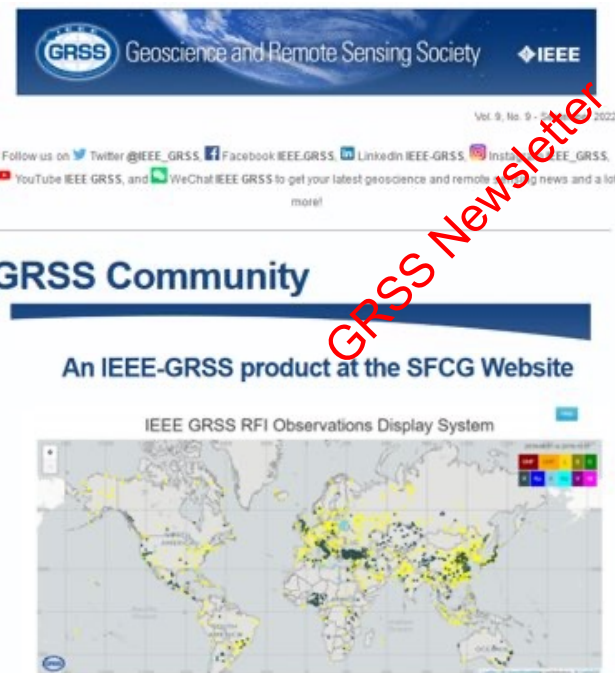 GRSS Geoscience and Remote Sensing Society IEEE
Vol. 9, No. 9 - 2022
Follow us on Twitter @IEEE_GRSS, Facebook IEEE.GRSS, LinkedIn IEEE-GRSS, EE_GRSS,
YouTube IEEE GRSS, and WeChat IEEE GRSS to get your latest geoscience and remote news and a lot
more!
GRSS Newsletter
GRSS Community
An IEEE-GRSS product at the SFCG Website
IEEE GRSS RFI Observations Display System